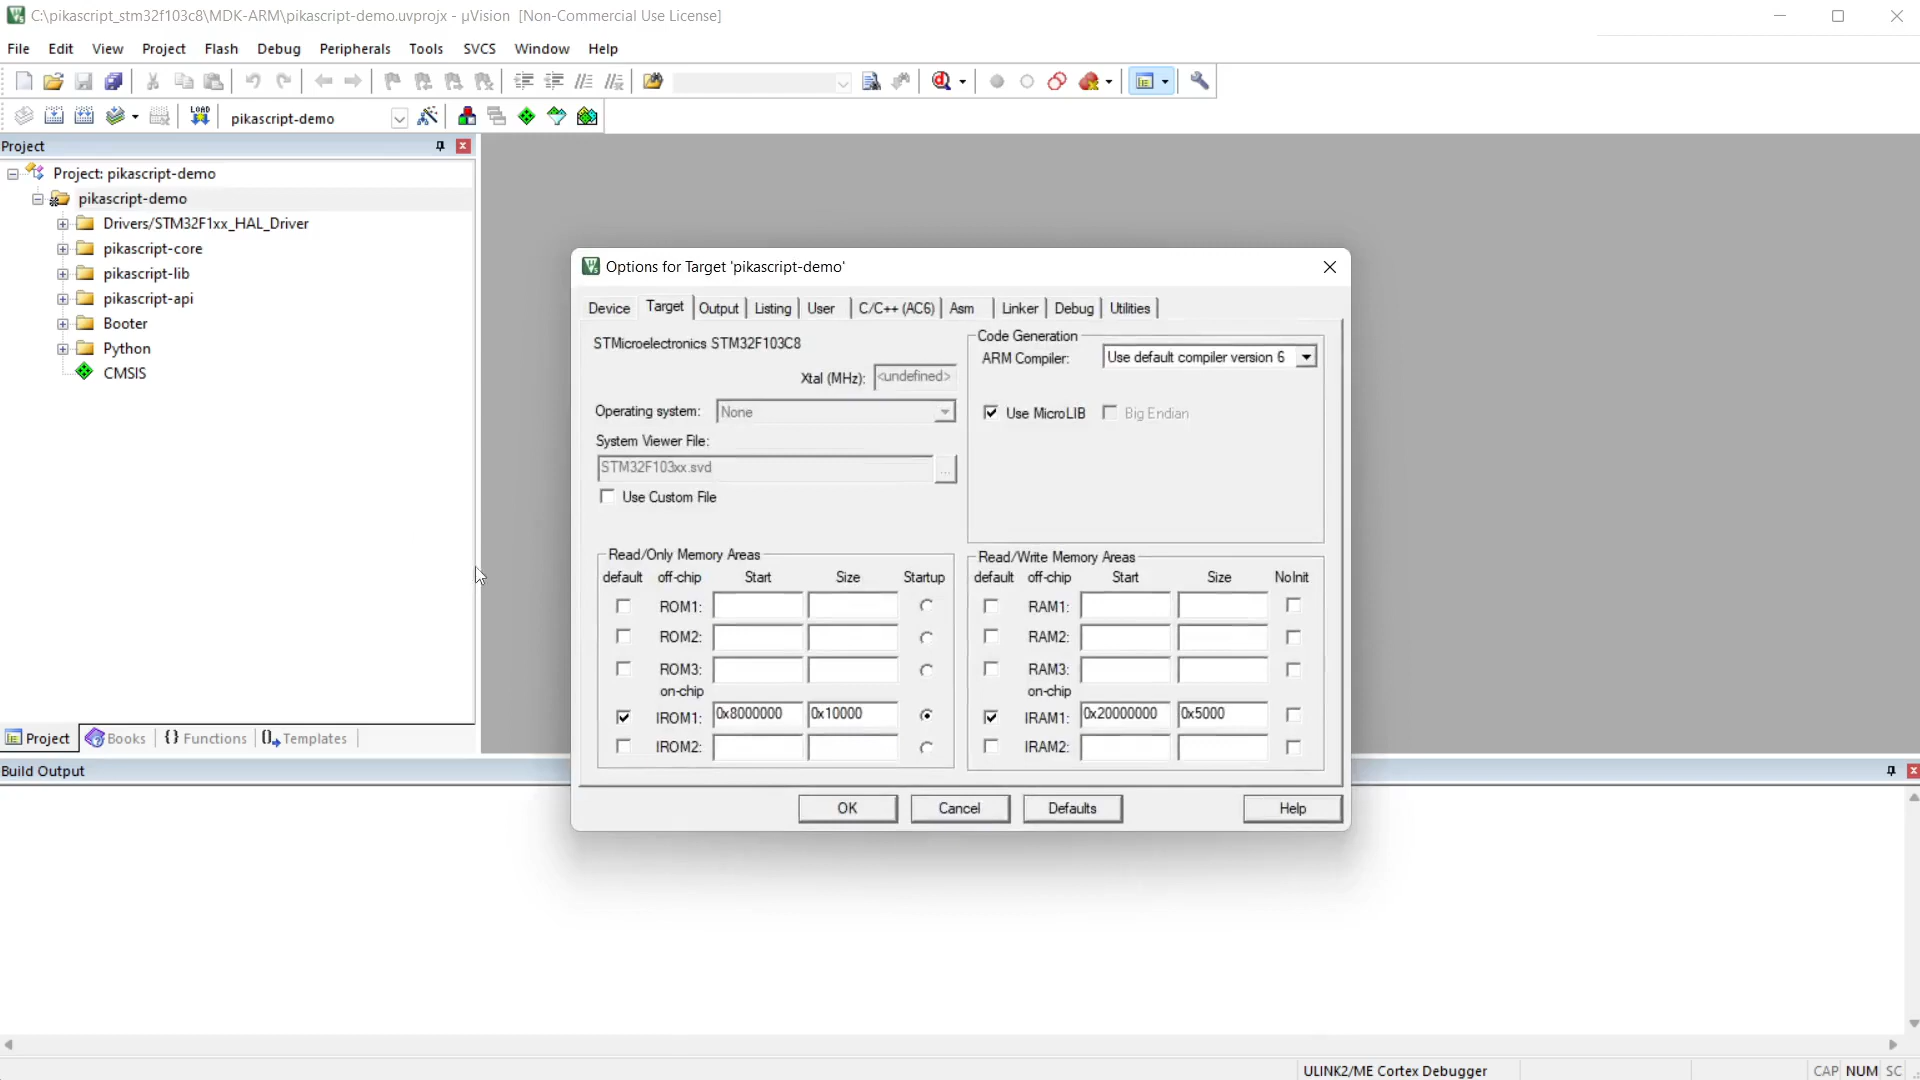 C:\pikascript_stm32f103c8\MDK-ARM\pikascript-demo.uvprojx - µVision  [Non-Commercial Use License]
File Edit View Project Flash Debug Peripherals Tools SVCS Window Help
LOAD pikascript-demo
Project
Project: pikascript-demo
pikascript-demo
Drivers/STM32F1xx_HAL_Driver
pikascript-core
pikascript-lib
pikascript-api
Booter
Python
CMSIS
Project Books {} Functions Templates
Options for Target 'pikascript-demo'
Device Target Output Listing User C/C++ (AC6) Asm Linker Debug Utilities
STMicroelectronics STM32F103C8
Xtal (MHz): <undefined>
Operating system: None
System Viewer File:
STM32F103xx.svd ...
Use Custom File
Code Generation
ARM Compiler: Use default compiler version 6
Use MicroLIB Big Endian
Read/Only Memory Areas
default off-chip Start Size Startup
ROM1:
ROM2:
ROM3:
on-chip
IROM1: 0x8000000 0x10000
IROM2:
Read/Write Memory Areas
default off-chip Start Size NoInit
RAM1:
RAM2:
RAM3:
on-chip
IRAM1: 0x20000000 0x5000
IRAM2:
OK Cancel Defaults Help
Build Output
ULINK2/ME Cortex Debugger CAP NUM SC